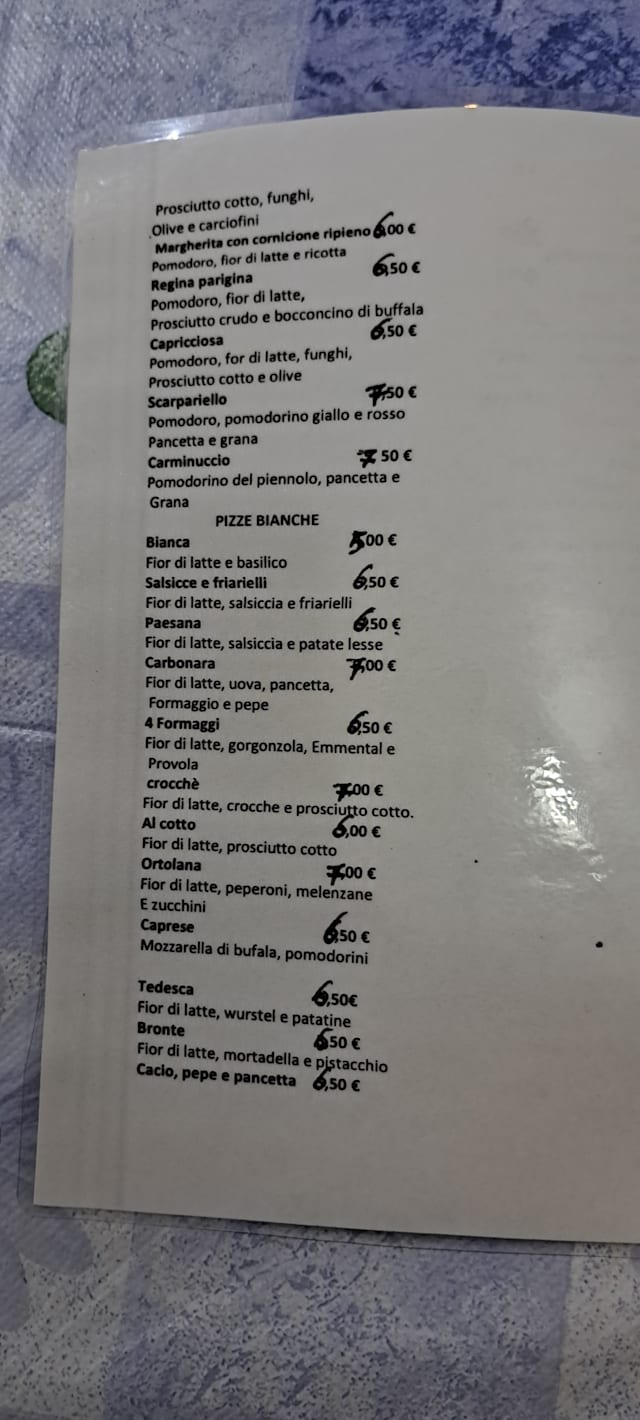 Prosciutto cotto, funghi,
Olive e carciofini
Margherita con cornicione ripieno 6,00 €
Pomodoro, fior di latte e ricotta
Regina parigina 6,50 €
Pomodoro, fior di latte,
Prosciutto crudo e bocconcino di buffala
Capricciosa 6,50 €
Pomodoro, for di latte, funghi,
Prosciutto cotto e olive
Scarpariello 7,50 €
Pomodoro, pomodorino giallo e rosso
Pancetta e grana
Carminuccio 7 50 €
Pomodorino del piennolo, pancetta e
Grana
PIZZE BIANCHE
Bianca 5,00 €
Fior di latte e basilico
Salsicce e friarielli 6,50 €
Fior di latte, salsiccia e friarielli
Paesana 6,50 €
Fior di latte, salsiccia e patate lesse
Carbonara 7,00 €
Fior di latte, uova, pancetta,
Formaggio e pepe
4 Formaggi 6,50 €
Fior di latte, gorgonzola, Emmental e
Provola
crocchè 7,00 €
Fior di latte, crocche e prosciutto cotto.
Al cotto 6,00 €
Fior di latte, prosciutto cotto
Ortolana 7,00 €
Fior di latte, peperoni, melenzane
E zucchini
Caprese 6,50 €
Mozzarella di bufala, pomodorini
Tedesca 6,50€
Fior di latte, wurstel e patatine
Bronte 6,50 €
Fior di latte, mortadella e pistacchio
Cacio, pepe e pancetta 6,50 €